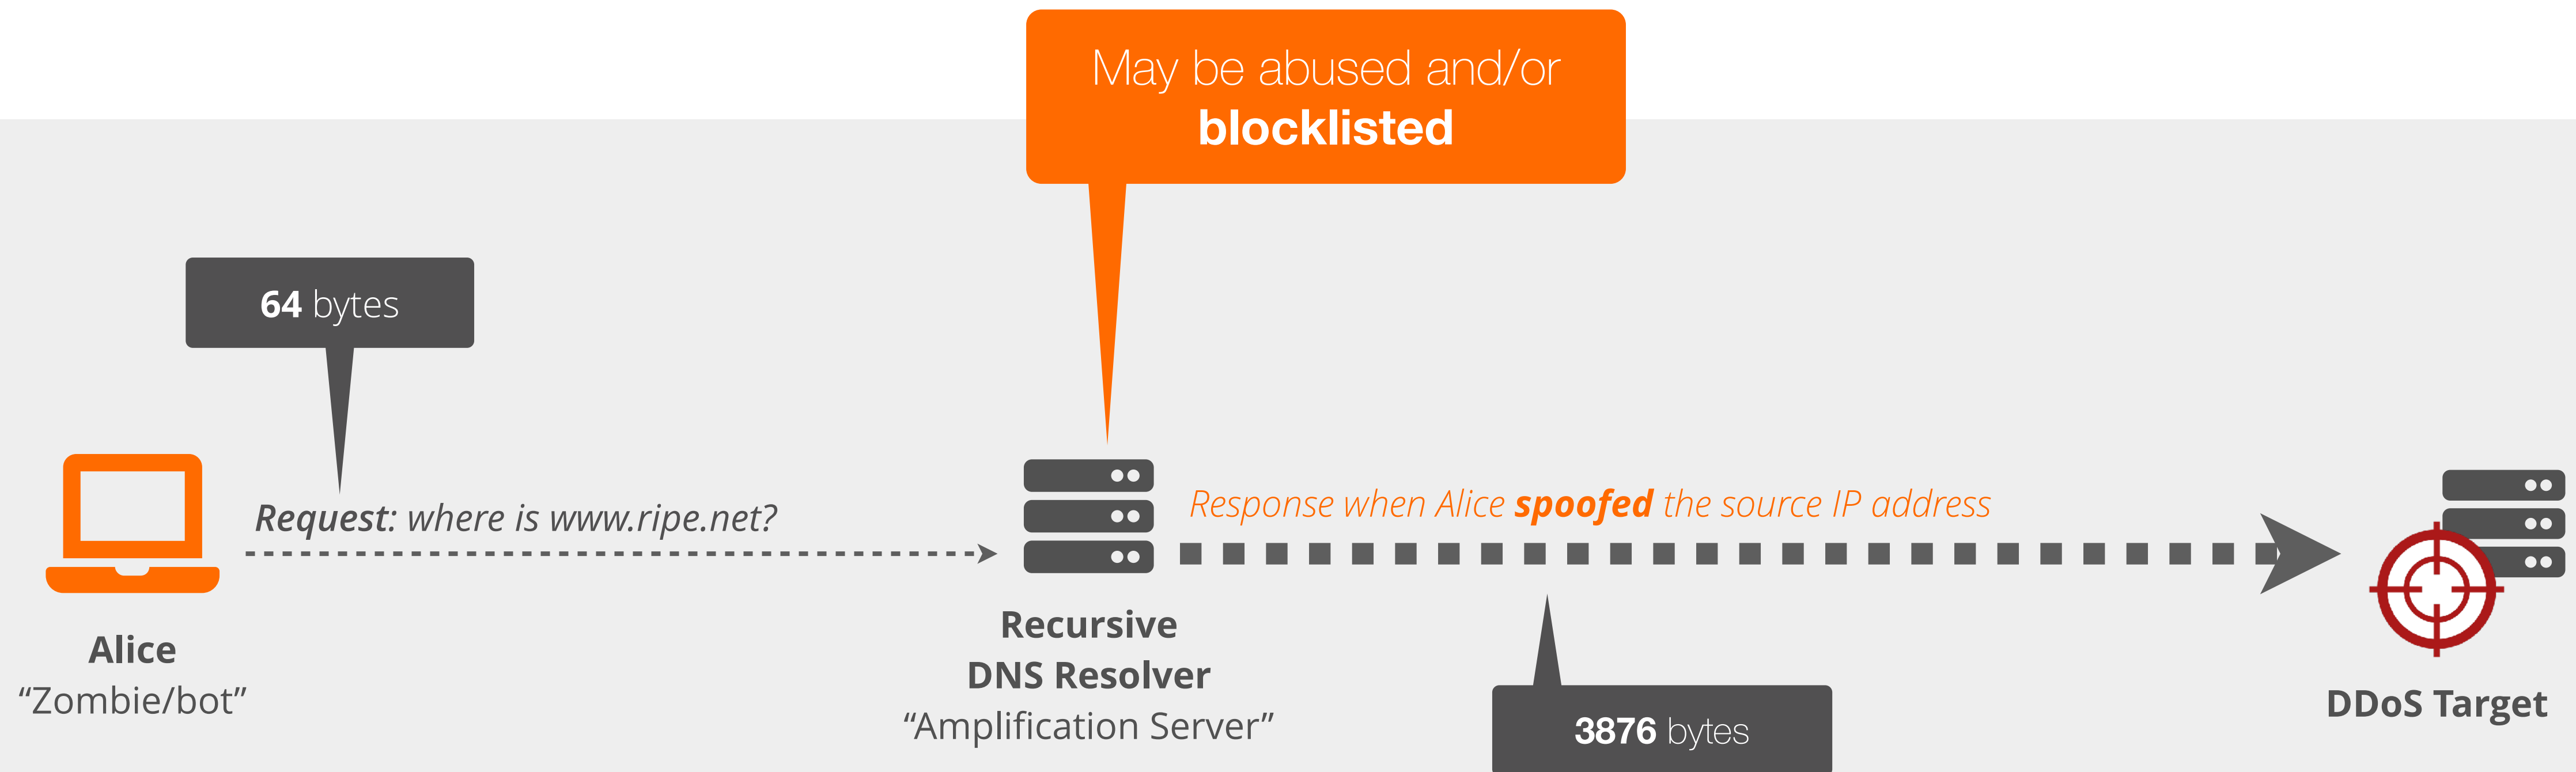 May be abused and/or
blocklisted
64 bytes
Request: where is www.ripe.net?
Response when Alice spoofed the source IP address
Alice
“Zombie/bot”
Recursive
DNS Resolver
“Amplification Server”
3876 bytes
DDoS Target